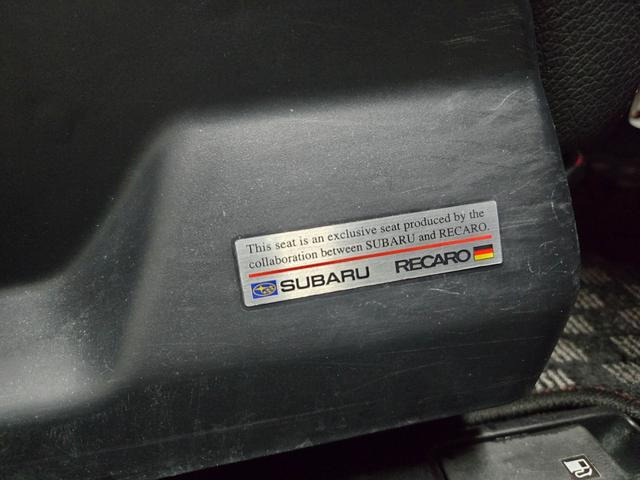 This seat is an exclusive seat produced by the
collaboration between SUBARU and RECARO.
SUBARU RECARO